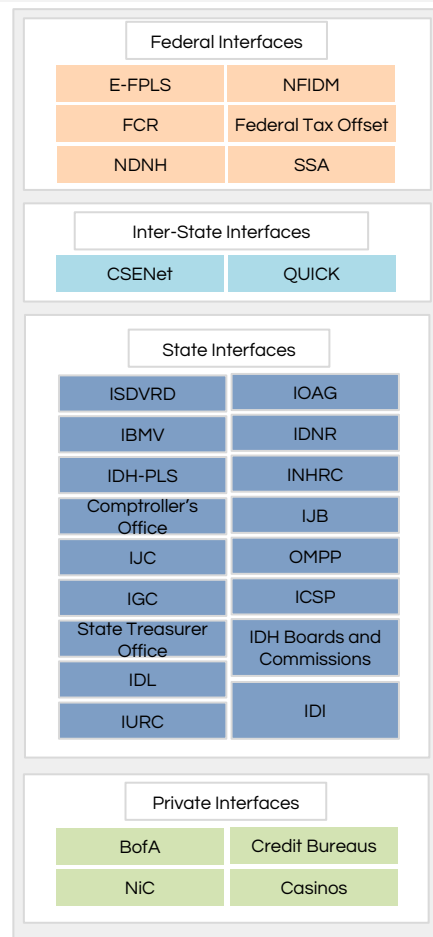 Federal Interfaces
E-FPLS
NFIDM
FCR
Federal Tax Offset
NDNH
SSA
Inter-State Interfaces
CSENet
QUICK
State Interfaces
ISDVRD
IOAG
IBMV
IDNR
IDH-PLS
INHRC
Comptroller's
Office
IJB
IJC
OMPP
IGC
ICSP
State Treasurer
Office
IDH Boards and
Commissions
IDL
IDI
IURC
Private Interfaces
BofA
Credit Bureaus
NiC
Casinos